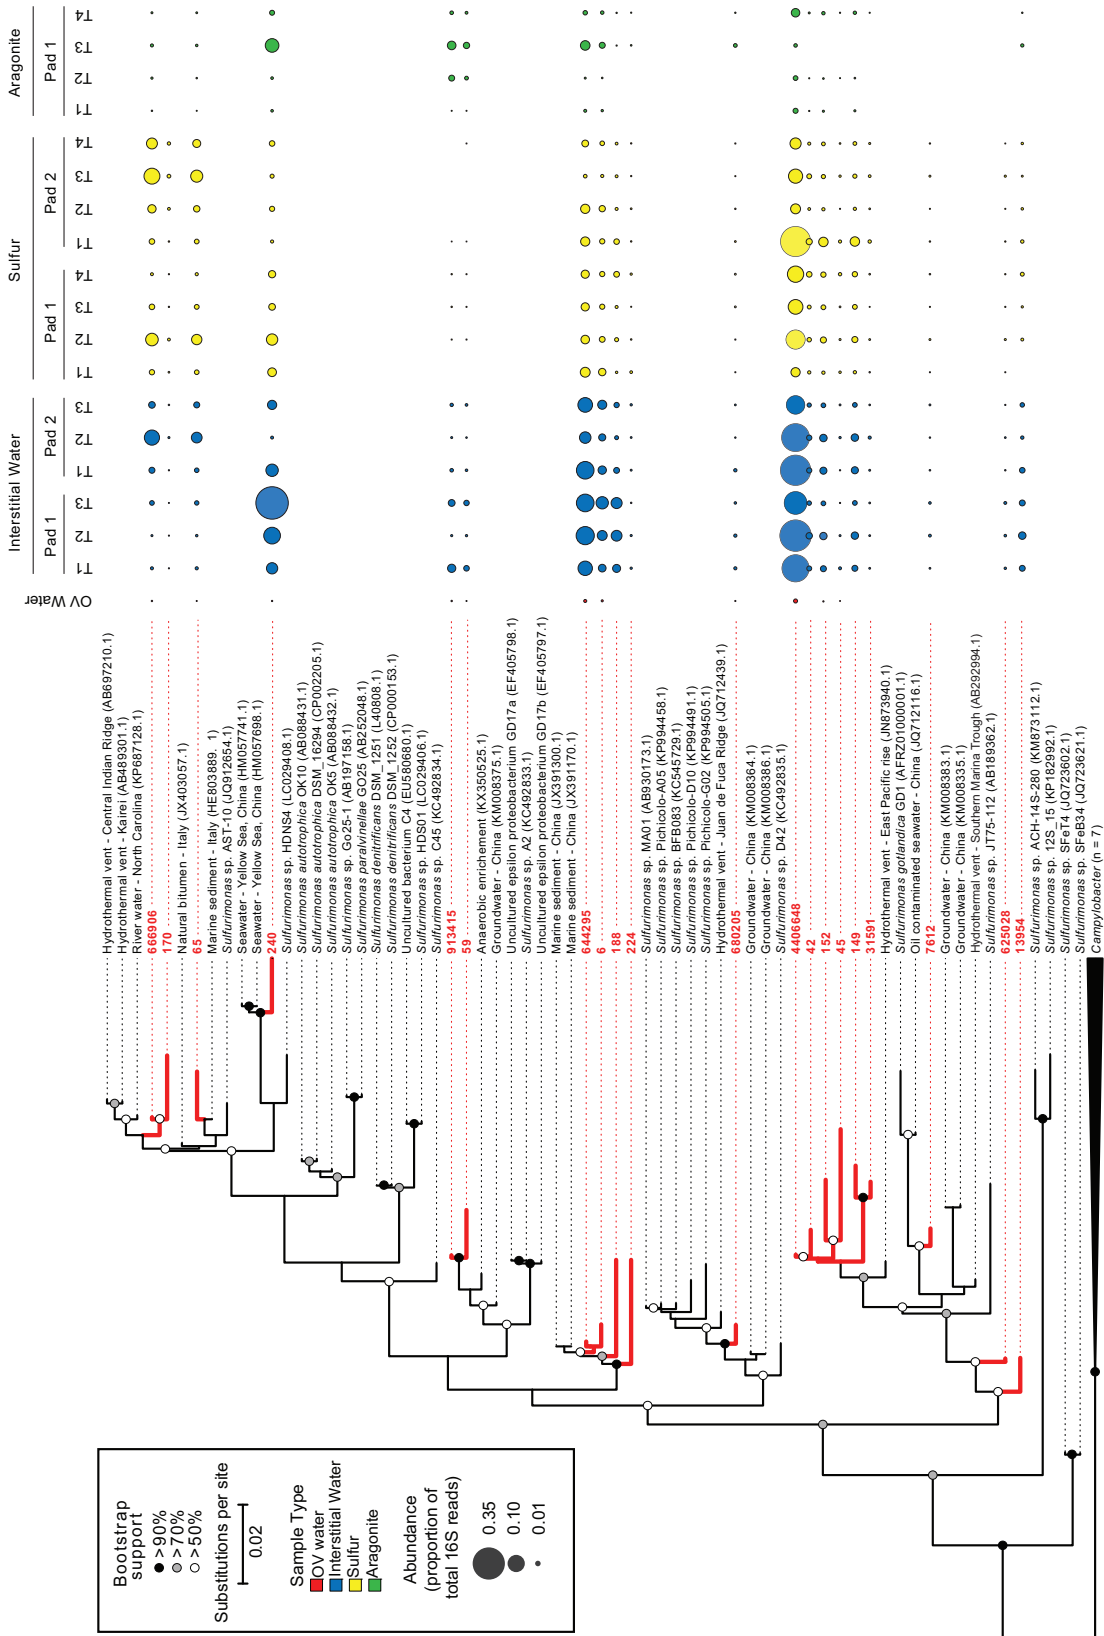 Aragonite
Pad 1
T4
T3
T2
T1
Sulfur
Pad 2
T4
T3
T2
T1
Pad 1
T4
T3
T2
T1
Interstitial Water
Pad 2
T3
T2
T1
Pad 1
T3
T2
T1
OV Water
Hydrothermal vent - Central Indian Ridge (AB697210.1)
Hydrothermal vent - Kairei (AB489301.1)
River water - North Carolina (KP687128.1)
666906
170
Natural bitumen - Italy (JX403057.1)
65
Marine sediment - Italy (HE803889. 1)
Sulfurimonas sp. AST-10 (JQ912654.1)
Seawater - Yellow Sea, China (HM057741.1)
Seawater - Yellow Sea, China (HM057698.1)
240
Sulfurimonas sp. HDNS4 (LC029408.1)
Sulfurimonas autotrophica OK10 (AB088431.1)
Sulfurimonas autotrophica DSM_16294 (CP002205.1)
Sulfurimonas autotrophica OK5 (AB088432.1)
Sulfurimonas sp. Go25-1 (AB197158.1)
Sulfurimonas paralvinellae GO25 (AB252048.1)
Sulfurimonas denitrificans DSM_1251 (L40808.1)
Sulfurimonas denitrificans DSM_1252 (CP000153.1)
Uncultured bacterium C4 (EU580680.1)
Sulfurimonas sp. HDS01 (LC029406.1)
Sulfurimonas sp. C45 (KC492834.1)
913415
59
Anaerobic enrichment (KX350525.1)
Groundwater - China (KM008375.1)
Uncultured epsilon proteobacterium GD17a (EF405798.1)
Sulfurimonas sp. A2 (KC492833.1)
Uncultured epsilon proteobacterium GD17b (EF405797.1)
Marine sediment - China (JX391300.1)
Marine sediment - China (JX391170.1)
644295
6
188
224
Sulfurimonas sp. MA01 (AB930173.1)
Sulfurimonas sp. Pichicolo-A05 (KP994458.1)
Sulfurimonas sp. BFB083 (KC545729.1)
Sulfurimonas sp. Pichicolo-D10 (KP994491.1)
Sulfurimonas sp. Pichicolo-G02 (KP994505.1)
Hydrothermal vent - Juan de Fuca Ridge (JQ712439.1)
680205
Groundwater - China (KM008364.1)
Groundwater - China (KM008386.1)
Sulfurimonas sp. D42 (KC492835.1)
4406648
42
152
45
149
31591
Hydrothermal vent - East Pacific rise (JN873940.1)
Sulfurimonas gotlandica GD1 (AFRZ01000001.1)
Oil contaminated seawater - China (JQ712116.1)
7612
Groundwater - China (KM008383.1)
Groundwater - China (KM008335.1)
Hydrothermal vent - Southern Mariana Trough (AB292994.1)
Sulfurimonas sp. JT75-112 (AB189362.1)
625028
13954
Sulfurimonas sp. ACH-14S-280 (KM873112.1)
Sulfurimonas sp. 12S_15 (KP182992.1)
Sulfurimonas sp. SFeT4 (JQ723602.1)
Sulfurimonas sp. SFeB34 (JQ723621.1)
Campylobacter (n = 7)
Bootstrap
support
>90%
>70%
>50%
Substitutions per site
0.02
Sample Type
OV water
Interstitial Water
Sulfur
Aragonite
Abundance
(proportion of
total 16S reads)
0.35
0.10
0.01